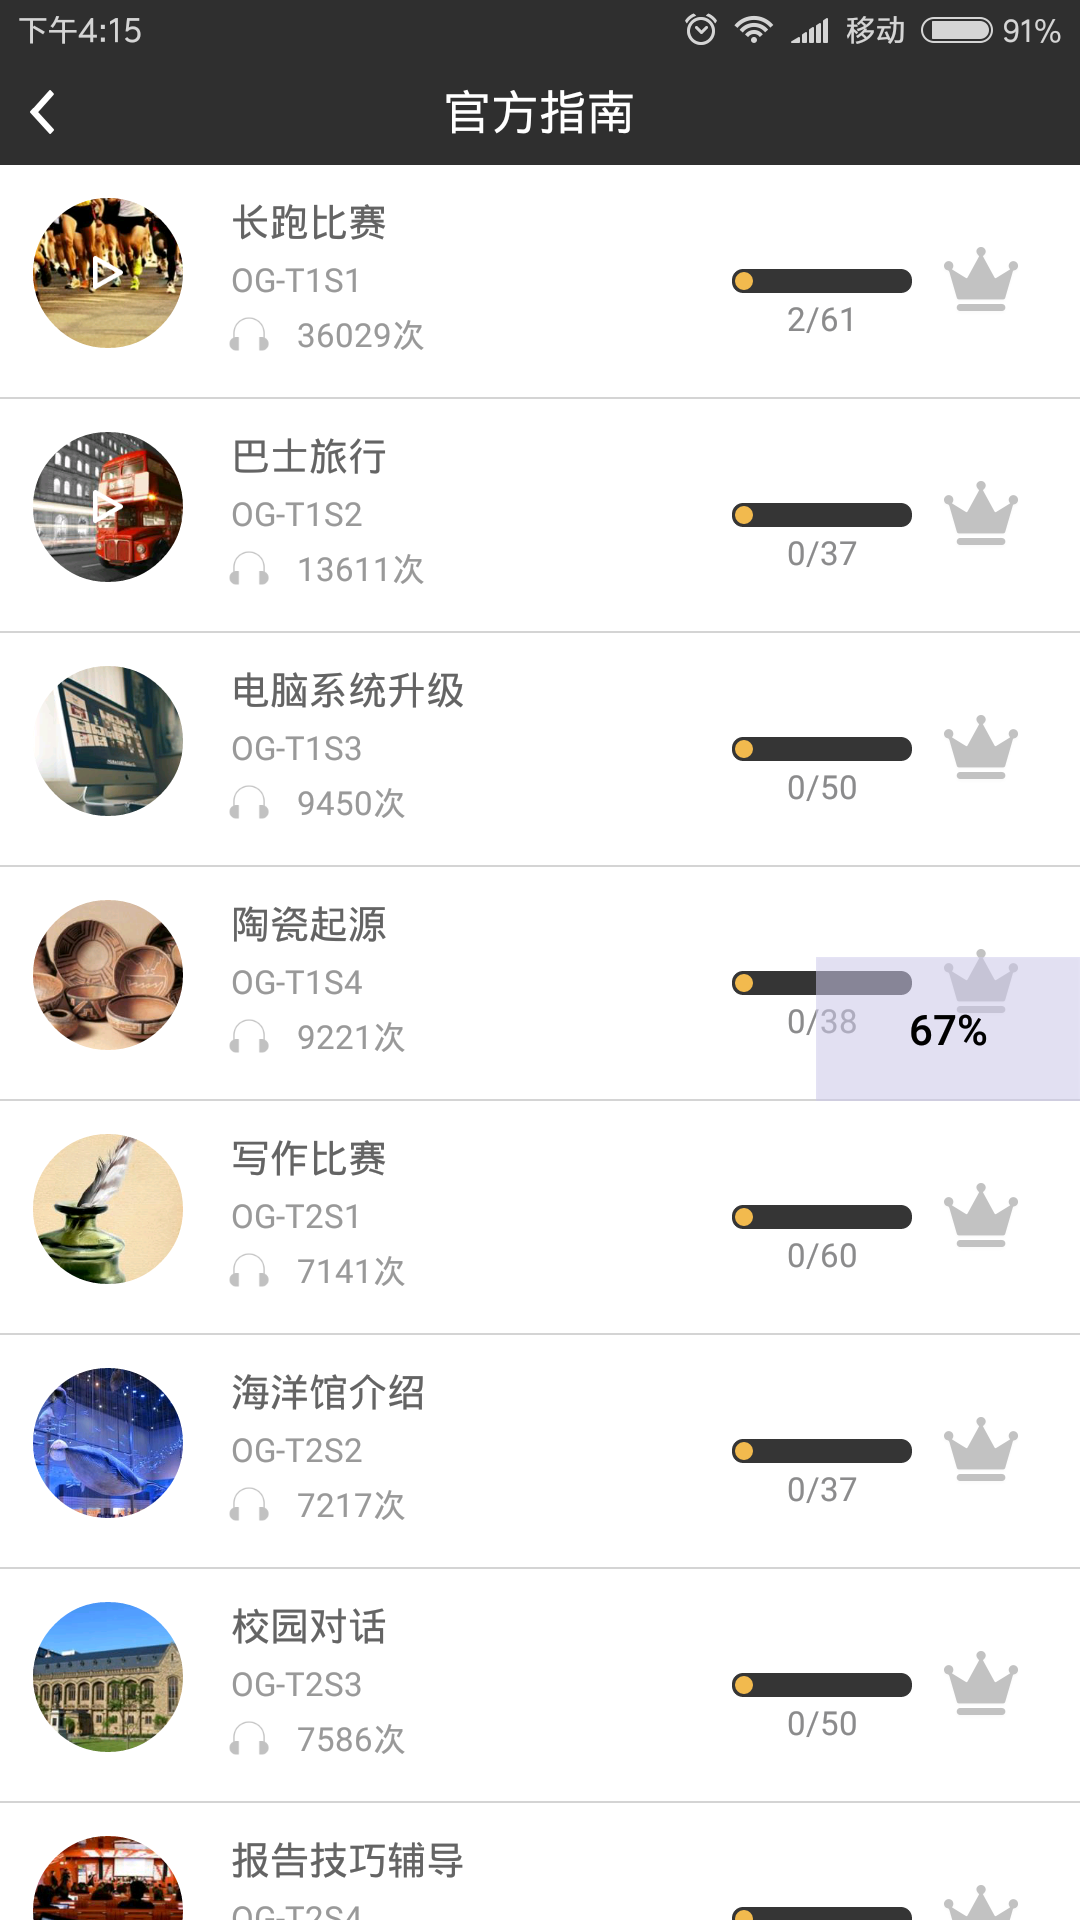 下午4:15
移动
91%
官方指南
长跑比赛
OG-T1S1
36029次
2/61
巴士旅行
OG-T1S2
13611次
0/37
电脑系统升级
OG-T1S3
9450次
0/50
陶瓷起源
OG-T1S4
9221次
0/38
67%
写作比赛
OG-T2S1
7141次
0/60
海洋馆介绍
OG-T2S2
7217次
0/37
校园对话
OG-T2S3
7586次
0/50
报告技巧辅导
OG-T2S4